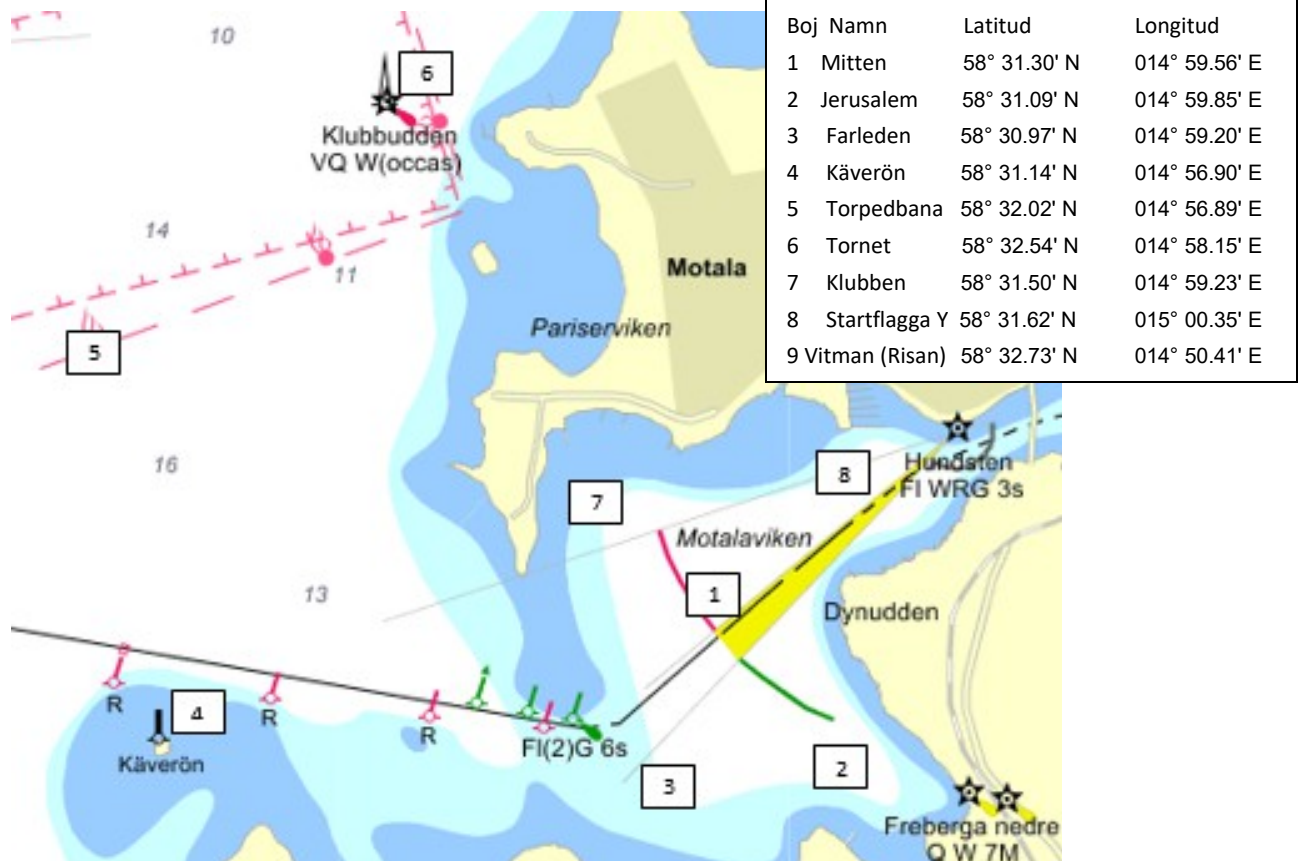 Boj Namn Latitud Longitud
1 Mitten 58° 31.30' N 014° 59.56' E
2 Jerusalem 58° 31.09' N 014° 59.85' E
3 Farleden 58° 30.97' N 014° 59.20' E
4 Käverön 58° 31.14' N 014° 56.90' E
5 Torpedbana 58° 32.02' N 014° 56.89' E
6 Tornet 58° 32.54' N 014° 58.15' E
7 Klubben 58° 31.50' N 014° 59.23' E
8 Startflagga Y 58° 31.62' N 015° 00.35' E
9 Vitman (Risan) 58° 32.73' N 014° 50.41' E
10
6
Klubbudden
VQ W(occas)
14
11
Motala
Pariserviken
5
16
8
Hundsten
Fl WRG 3s
7
Motalaviken
13
1
Dynudden
R
4
R
R
Fl(2)G 6s
Käverön
2
3
Freberga nedre
Q W 7M